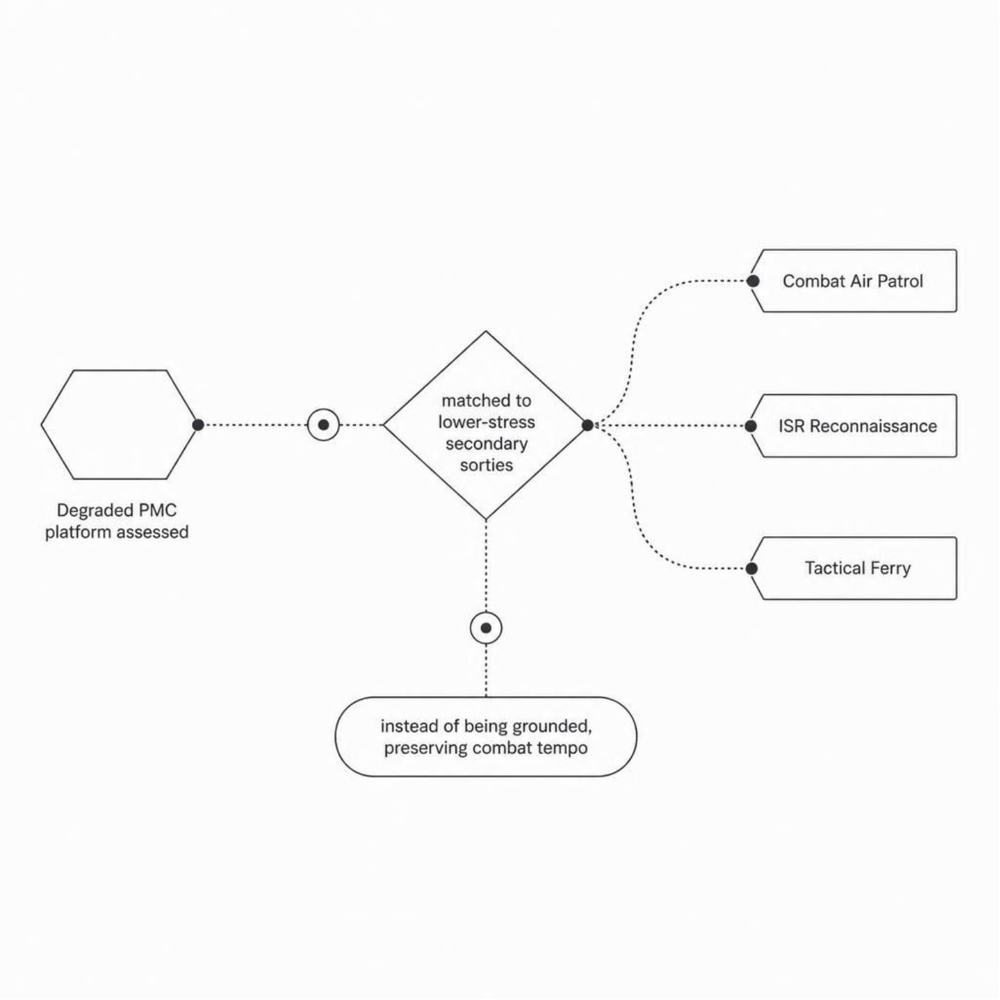 Degraded PMC
platform assessed
matched to
lower-stress
secondary
sorties
Combat Air Patrol
ISR Reconnaissance
Tactical Ferry
instead of being grounded,
preserving combat tempo